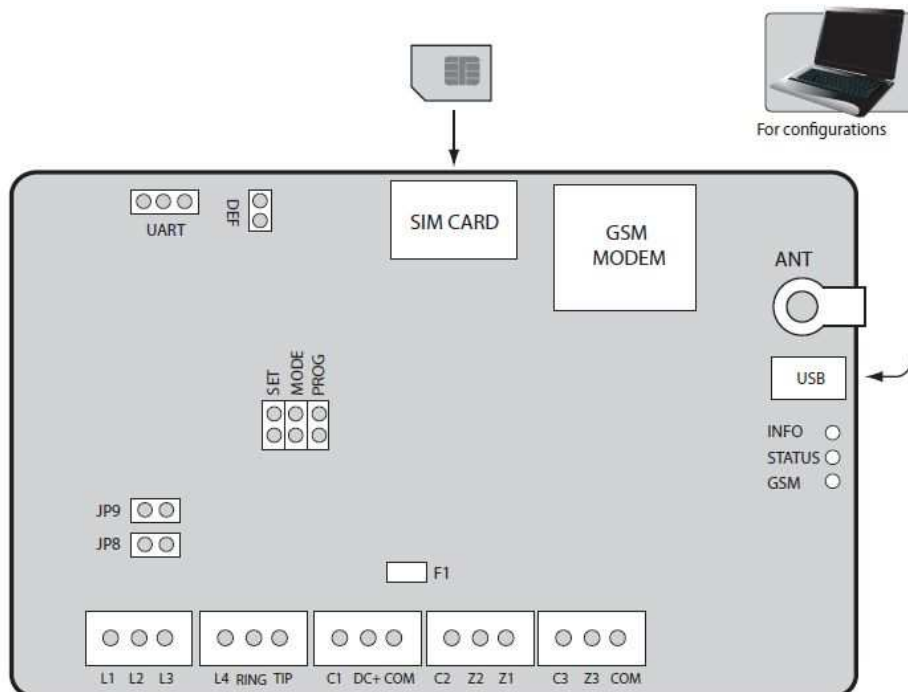 For configurations
UART
DEF
SIM CARD
GSM
MODEM
ANT
USB
SET
MODE
PROG
INFO
STATUS
GSM
JP9
JP8
F1
L1 L2 L3 L4 RING TIP C1 DC+ COM C2 Z2 Z1 C3 Z3 COM